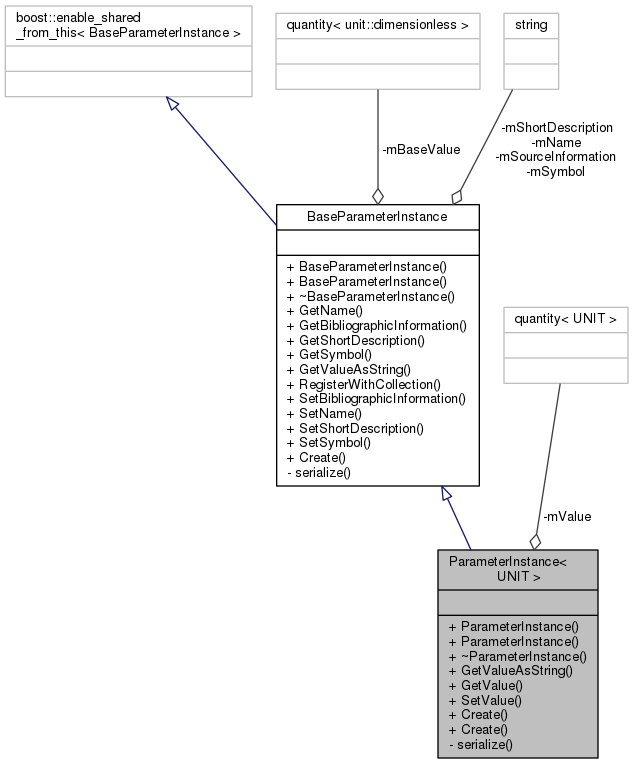 boost::enable_shared
_from_this< BaseParameterInstance >
quantity< unit::dimensionless >
string
-mBaseValue
-mShortDescription
-mName
-mSourceInformation
-mSymbol
BaseParameterInstance
+ BaseParameterInstance()
+ BaseParameterInstance()
+ ~BaseParameterInstance()
+ GetName()
+ GetBibliographicInformation()
+ GetShortDescription()
+ GetSymbol()
+ GetValueAsString()
+ RegisterWithCollection()
+ SetBibliographicInformation()
+ SetName()
+ SetShortDescription()
+ SetSymbol()
+ Create()
- serialize()
quantity< UNIT >
-mValue
ParameterInstance<
UNIT >
+ ParameterInstance()
+ ParameterInstance()
+ ~ParameterInstance()
+ GetValueAsString()
+ GetValue()
+ SetValue()
+ Create()
+ Create()
- serialize()